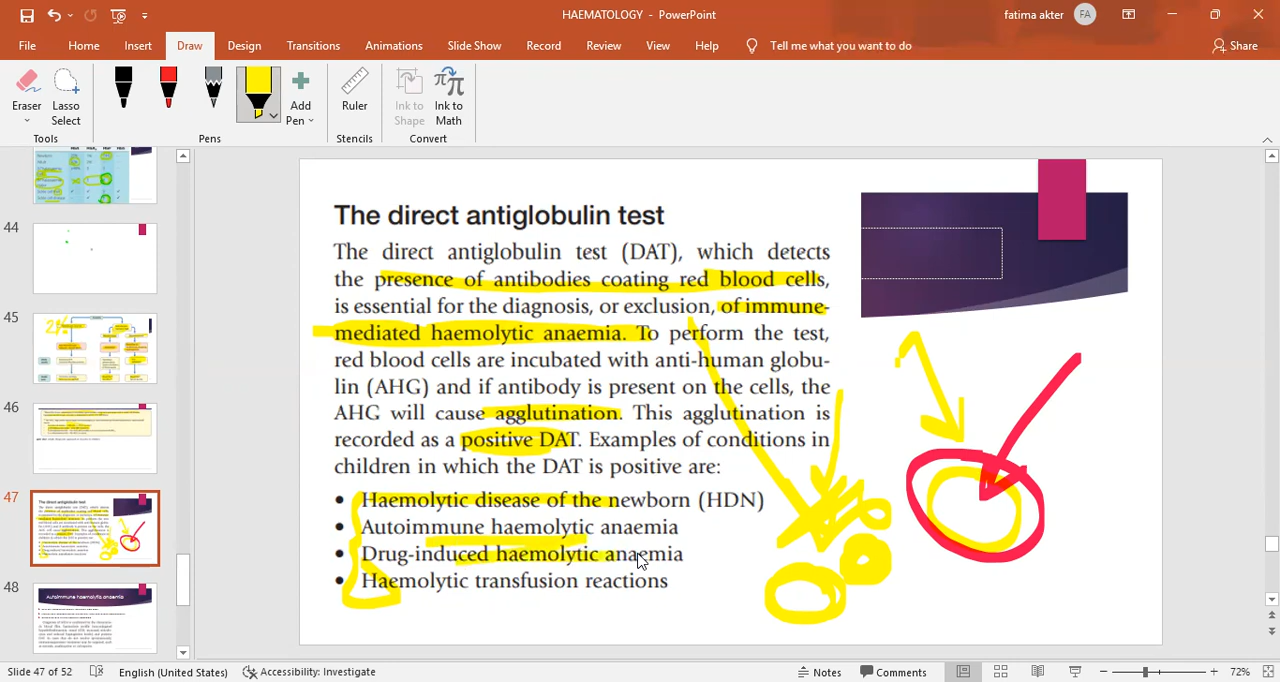 HAEMATOLOGY - PowerPoint
fatima akter
FA
File Home Insert Draw Design Transitions Animations Slide Show Record Review View Help Tell me what you want to do Share
Eraser Lasso Select Add Pen Ruler Ink to Shape Ink to Math
Tools Pens Stencils Convert
44
45
46
47
48
Autoimmune haemolytic anaemia
The direct antiglobulin test
The direct antiglobulin test (DAT), which detects
the presence of antibodies coating red blood cells,
is essential for the diagnosis, or exclusion, of immune-
mediated haemolytic anaemia. To perform the test,
red blood cells are incubated with anti-human globu-
lin (AHG) and if antibody is present on the cells, the
AHG will cause agglutination. This agglutination is
recorded as a positive DAT. Examples of conditions in
children in which the DAT is positive are:
• Haemolytic disease of the newborn (HDN)
• Autoimmune haemolytic anaemia
• Drug-induced haemolytic anaemia
• Haemolytic transfusion reactions
Slide 47 of 52 English (United States) Accessibility: Investigate Notes Comments 72%